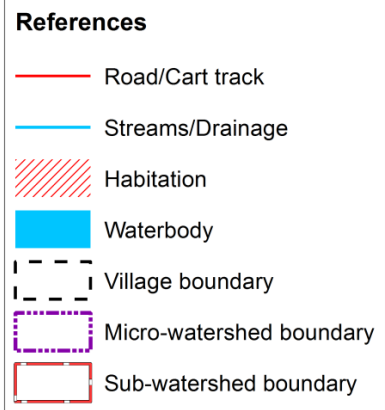 References
Road/Cart track
Streams/Drainage
Habitation
Waterbody
Village boundary
Micro-watershed boundary
Sub-watershed boundary